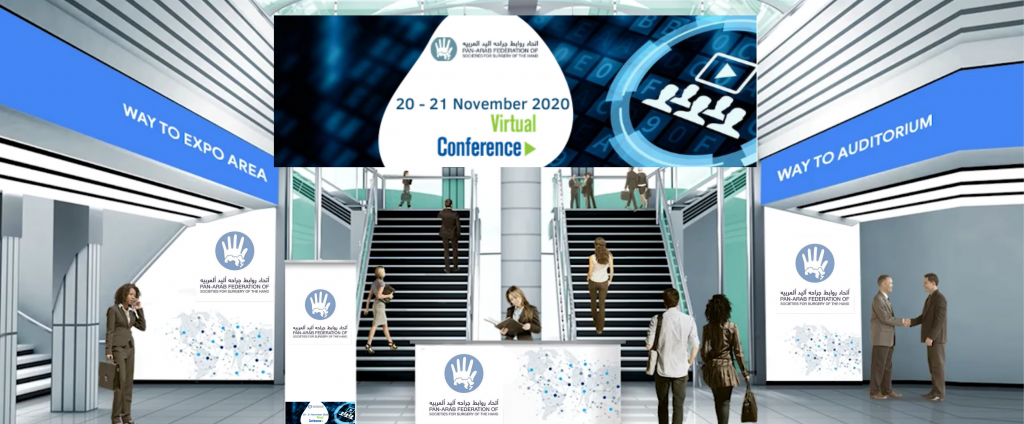 اتحاد روابط جراحه اليد العربيه
PAN-ARAB FEDERATION OF
SOCIETIES FOR SURGERY OF THE HAND
20 - 21 November 2020
Virtual
Conference
WAY TO EXPO AREA
WAY TO AUDITORIUM
اتحاد روابط جراحه اليد العربيه
PAN-ARAB FEDERATION OF
SOCIETIES FOR SURGERY OF THE HAND
اتحاد روابط جراحه اليد العربيه
PAN-ARAB FEDERATION OF
SOCIETIES FOR SURGERY OF THE HAND
اتحاد روابط جراحه اليد العربيه
PAN-ARAB FEDERATION OF
SOCIETIES FOR SURGERY OF THE HAND
اتحاد روابط جراحه اليد العربيه
PAN-ARAB FEDERATION OF
SOCIETIES FOR SURGERY OF THE HAND
Conference